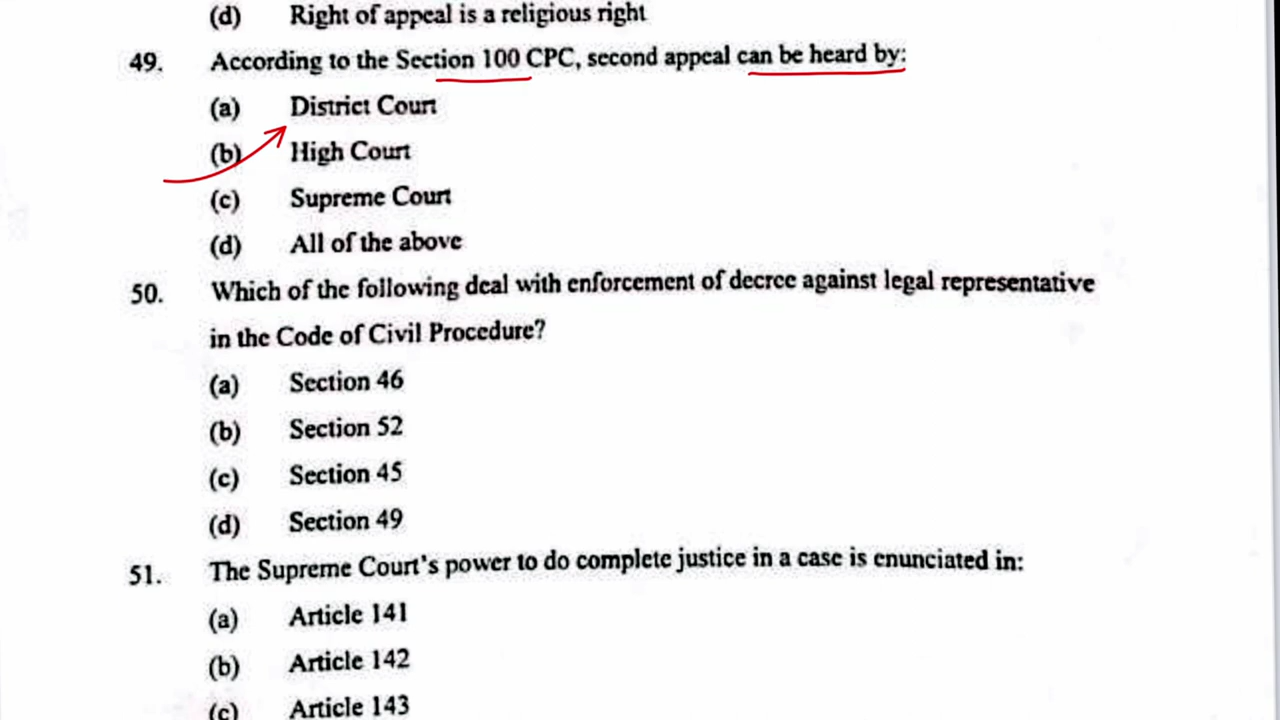 (d) Right of appeal is a religious right
49. According to the Section 100 CPC, second appeal can be heard by:
(a) District Court
(b) High Court
(c) Supreme Court
(d) All of the above
50. Which of the following deal with enforcement of decree against legal representative
in the Code of Civil Procedure?
(a) Section 46
(b) Section 52
(c) Section 45
(d) Section 49
51. The Supreme Court's power to do complete justice in a case is enunciated in:
(a) Article 141
(b) Article 142
(c) Article 143